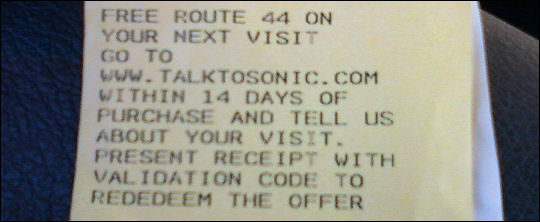 FREE ROUTE 44 ON
YOUR NEXT VISIT
GO TO
WWW.TALKTOSONIC.COM
WITHIN 14 DAYS OF
PURCHASE AND TELL US
ABOUT YOUR VISIT.
PRESENT RECEIPT WITH
VALIDATION CODE TO
REDEDEEM THE OFFER